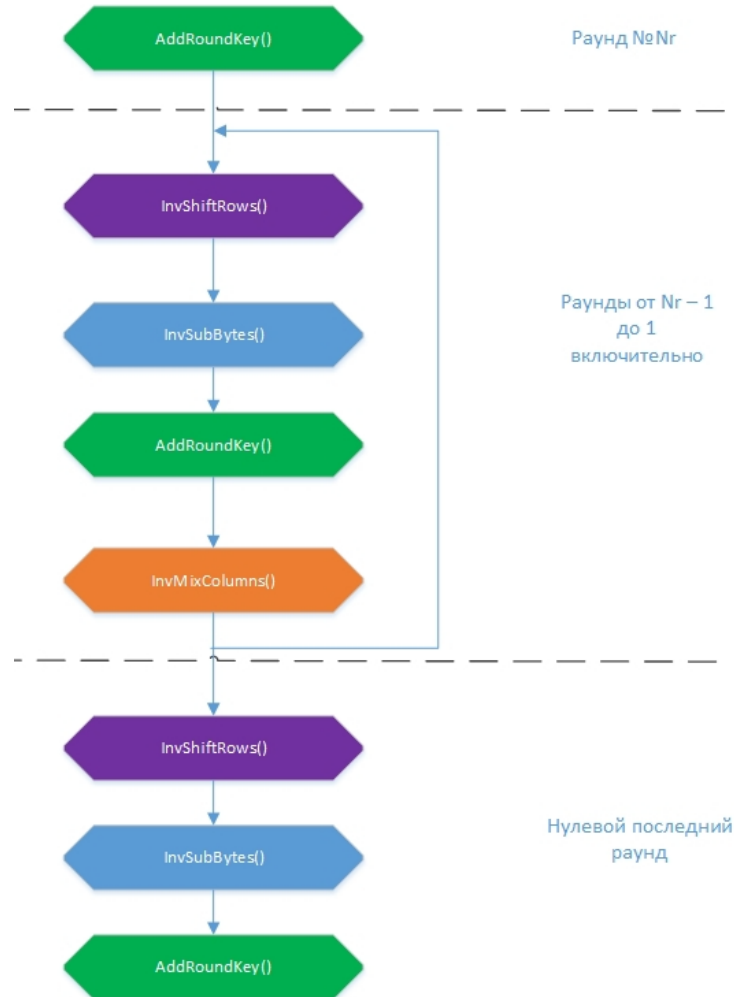 AddRoundKey()
Раунд №Nr
InvShiftRows()
InvSubBytes()
Раунды от Nr – 1
до 1
включительно
AddRoundKey()
InvMixColumns()
InvShiftRows()
InvSubBytes()
Нулевой последний
раунд
AddRoundKey()